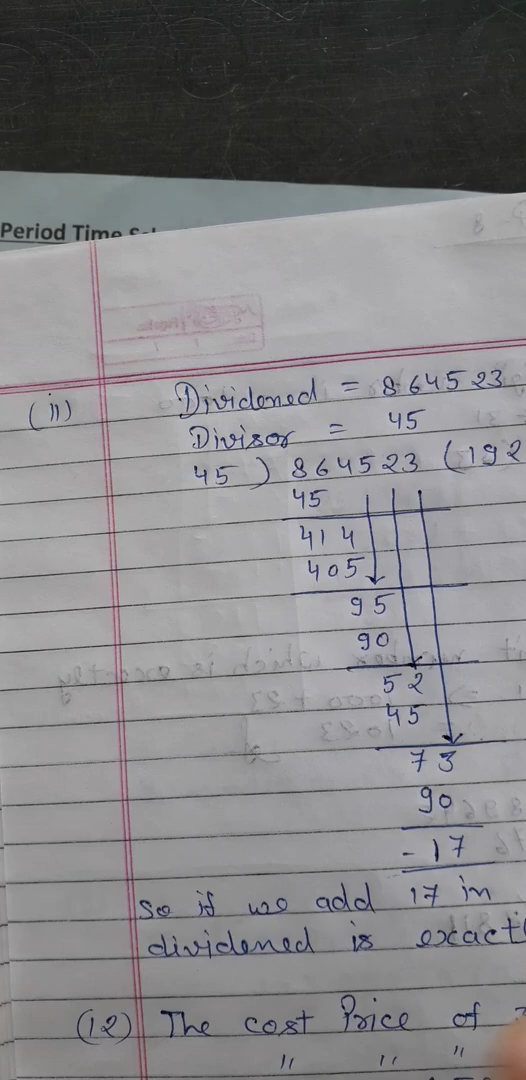 Period Time
(ii) Dividened = 864523
Divisor = 45
45 ) 864523 ( 192
45
414
405
95
90
52
45
73
90
- 17
so if we add 17 in
dividened is exact
(12) The cost Price of
" " "